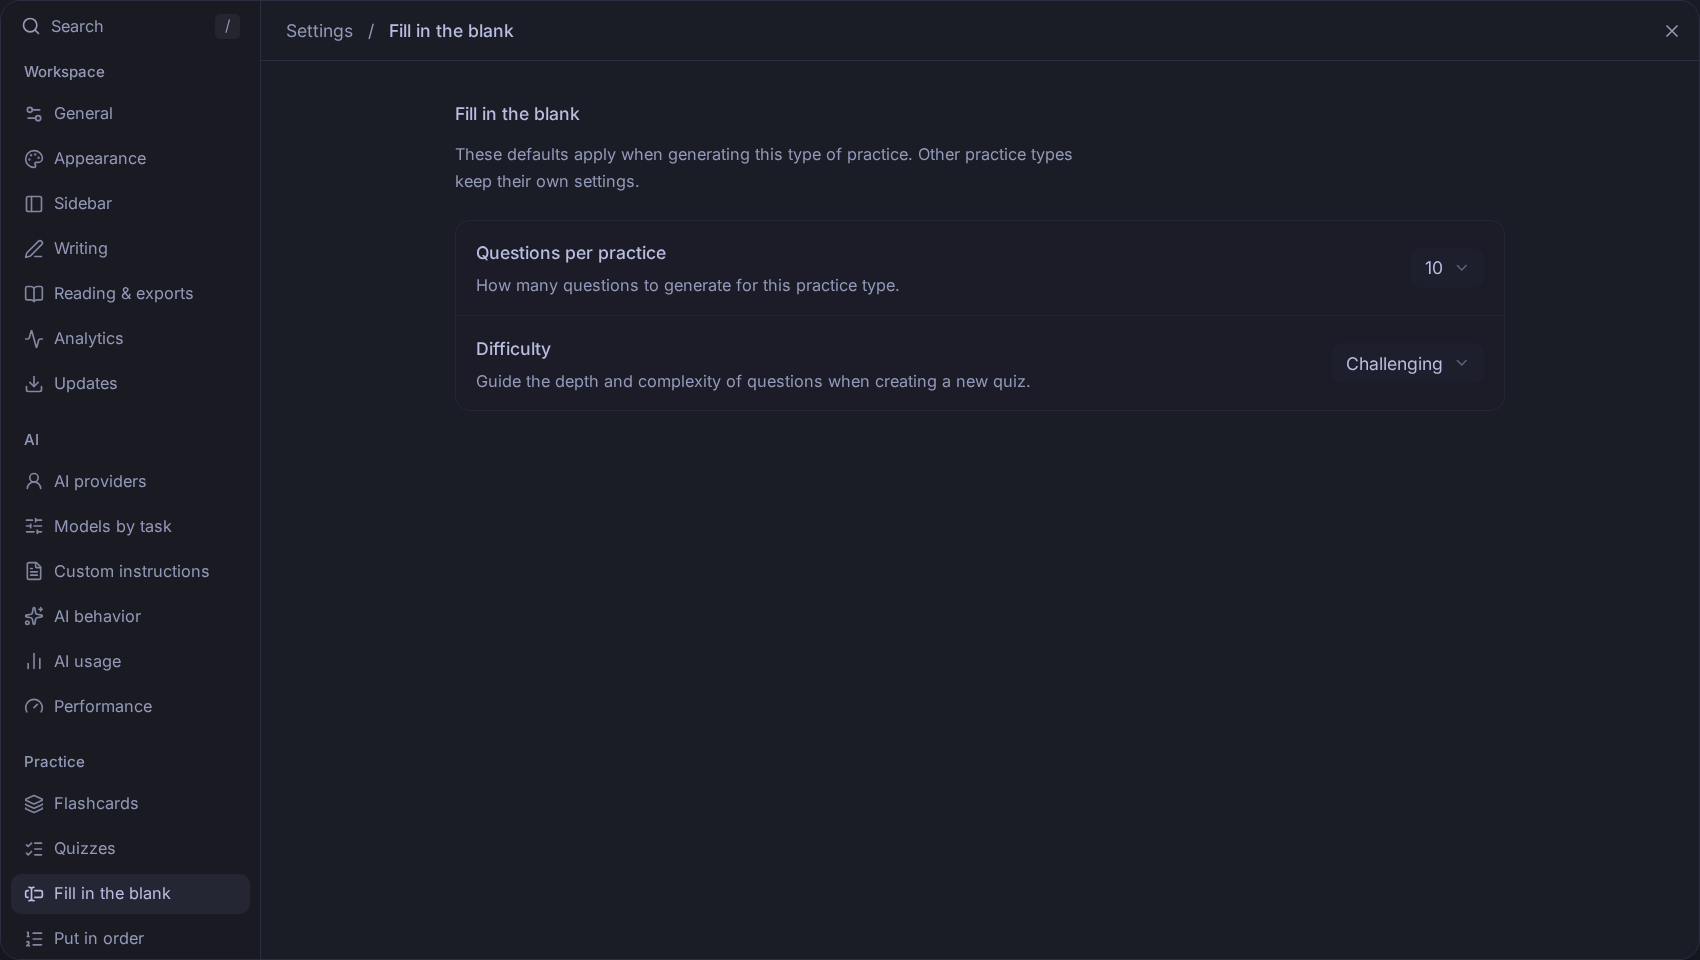 Search /
Workspace
General
Appearance
Sidebar
Writing
Reading & exports
Analytics
Updates
AI
AI providers
Models by task
Custom instructions
AI behavior
AI usage
Performance
Practice
Flashcards
Quizzes
Fill in the blank
Put in order
Settings / Fill in the blank
Fill in the blank
These defaults apply when generating this type of practice. Other practice types
keep their own settings.
Questions per practice
How many questions to generate for this practice type.
10
Difficulty
Guide the depth and complexity of questions when creating a new quiz.
Challenging